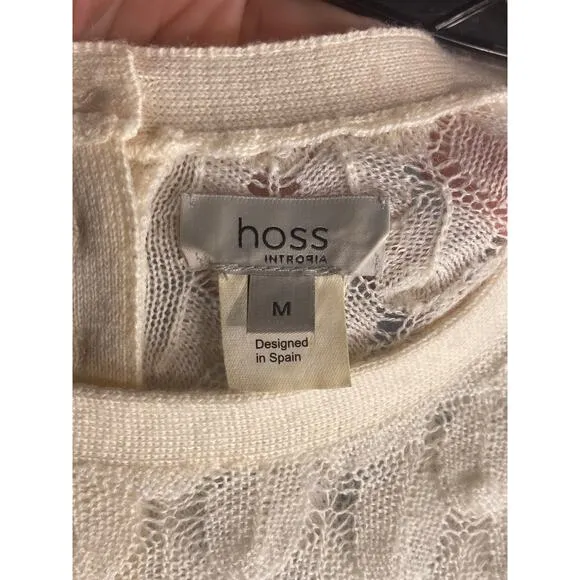 hoss
INTROPIA
M
Designed
in Spain